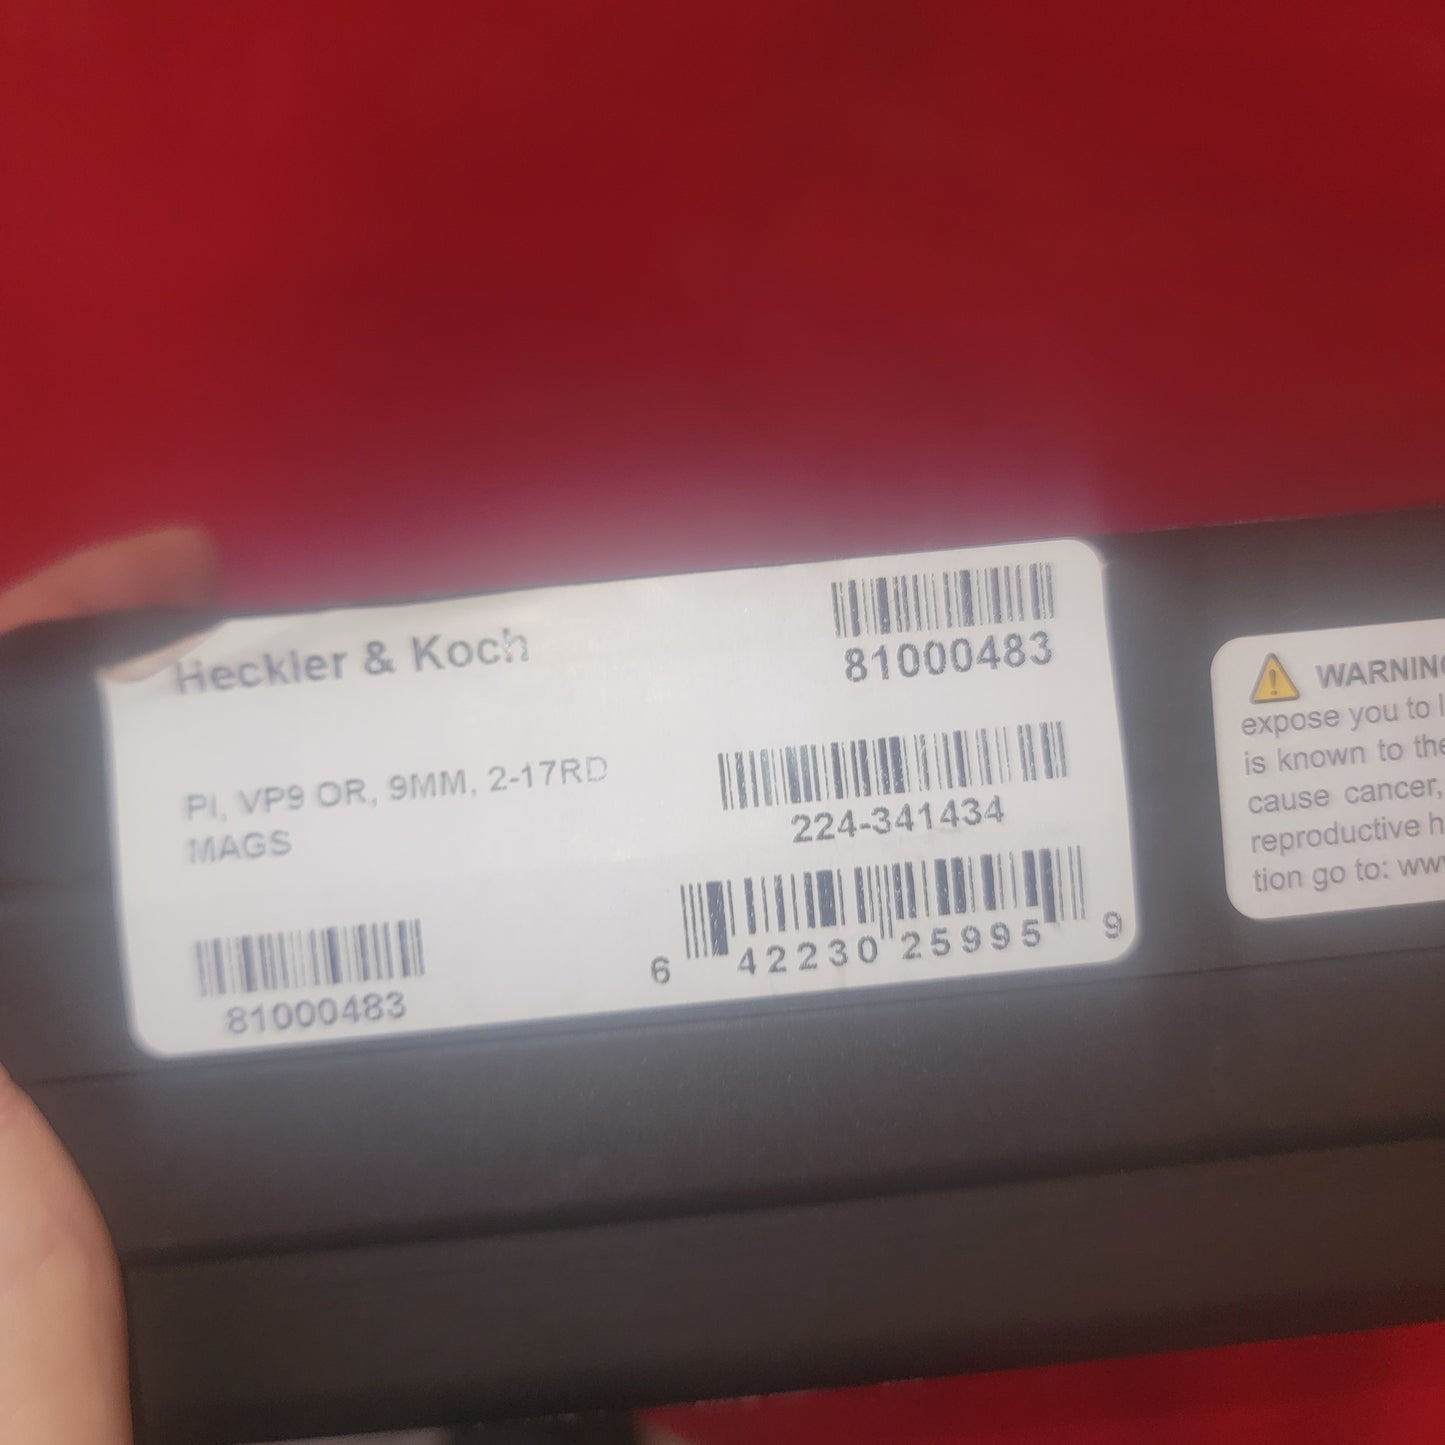 Heckler & Koch
81000483
PI, VP9 OR, 9MM, 2-17RD
MAGS
224-341434
6 42230 25995 9
81000483
WARNING
expose you to l
is known to the
cause cancer,
reproductive h
tion go to: www